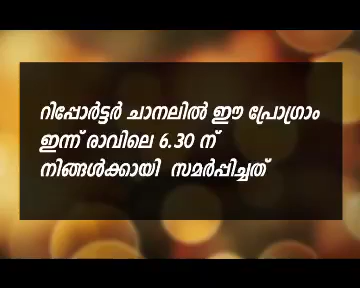 റിപ്പോർട്ടർ ചാനലിൽ ഈ പ്രോഗ്രാം
ഇന്ന് രാവിലെ 6.30 ന്
നിങ്ങൾക്കായി സമർപ്പിച്ചത്